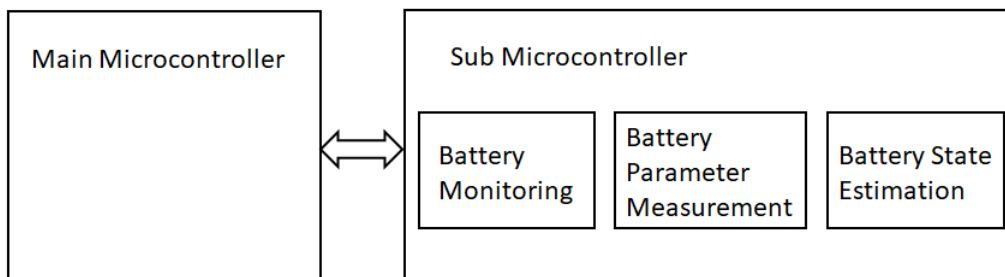 Main Microcontroller
Sub Microcontroller
Battery
Monitoring
Battery
Parameter
Measurement
Battery State
Estimation